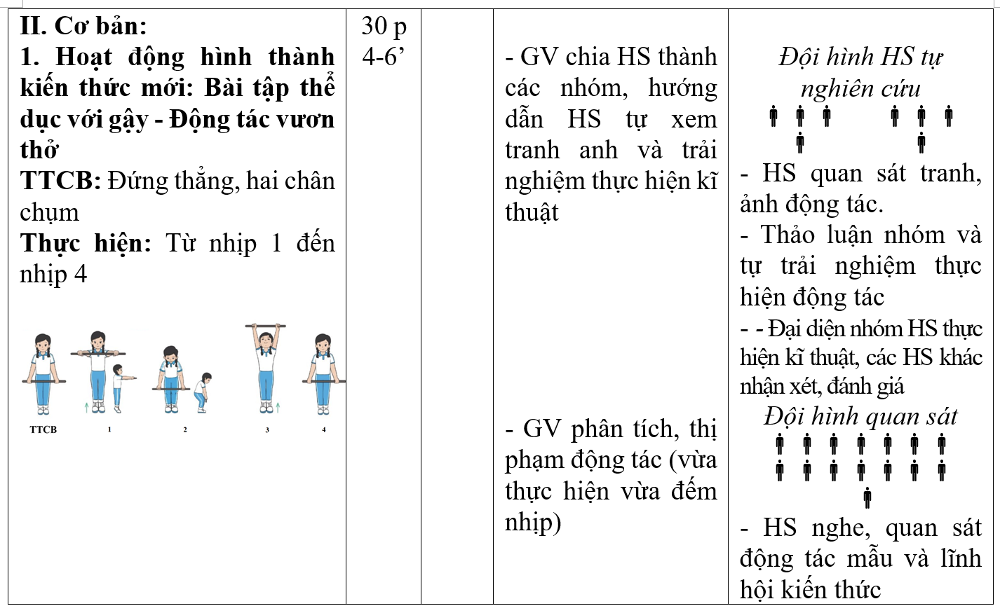 II. Cơ bản:
1. Hoạt động hình thành
kiến thức mới: Bài tập thể
dục với gậy - Động tác vươn
thở
TTCB: Đứng thẳng, hai chân
chụm
Thực hiện: Từ nhịp 1 đến
nhịp 4
TTCB 1 2 3 4
30 p
4-6’
- GV chia HS thành
các nhóm, hướng
dẫn HS tự xem
tranh anh và trải
nghiệm thực hiện kĩ
thuật
- GV phân tích, thị
phạm động tác (vừa
thực hiện vừa đếm
nhịp)
Đội hình HS tự
nghiên cứu
- HS quan sát tranh,
ảnh động tác.
- Thảo luận nhóm và
tự trải nghiệm thực
hiện động tác
- - Đại diện nhóm HS thực
hiện kĩ thuật, các HS khác
nhận xét, đánh giá
Đội hình quan sát
- HS nghe, quan sát
động tác mẫu và lĩnh
hội kiến thức